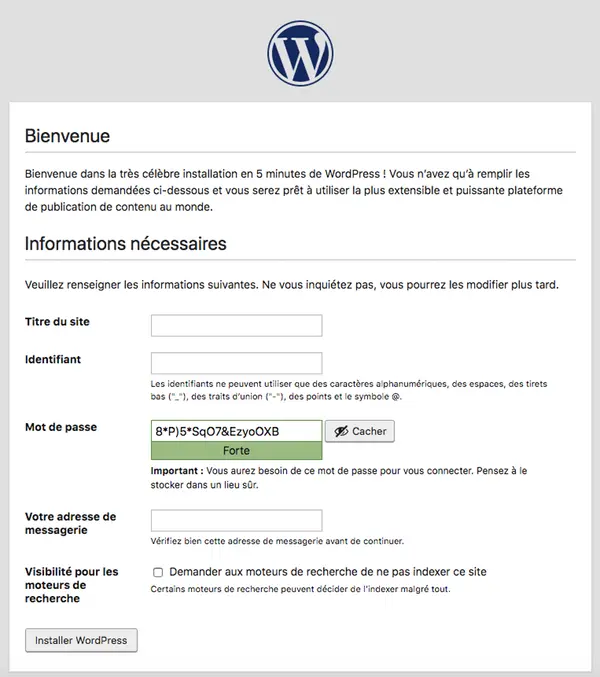 Bienvenue
Bienvenue dans la très célèbre installation en 5 minutes de WordPress ! Vous n’avez qu’à remplir les
informations demandées ci-dessous et vous serez prêt à utiliser la plus extensible et puissante plateforme
de publication de contenu au monde.
Informations nécessaires
Veuillez renseigner les informations suivantes. Ne vous inquiétez pas, vous pourrez les modifier plus tard.
Titre du site
Identifiant
Les identifiants ne peuvent utiliser que des caractères alphanumériques, des espaces, des tirets
bas ("_"), des traits d’union ("-"), des points et le symbole @.
Mot de passe
8*P)5*SqO7&EzyoOXB
Cacher
Forte
Important : Vous aurez besoin de ce mot de passe pour vous connecter. Pensez à le
stocker dans un lieu sûr.
Votre adresse de
messagerie
Vérifiez bien cette adresse de messagerie avant de continuer.
Visibilité pour les
moteurs de
recherche
Demander aux moteurs de recherche de ne pas indexer ce site
Certains moteurs de recherche peuvent décider de l’indexer malgré tout.
Installer WordPress